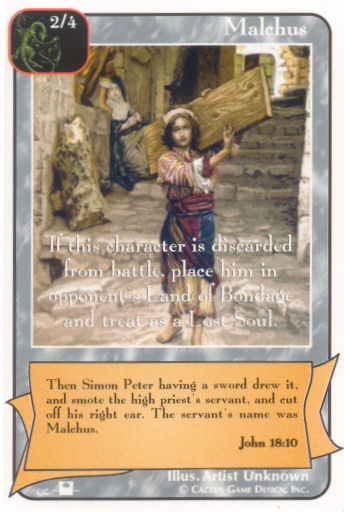 2/4
Malchus
If this character is discarded
from battle, place him in
opponent's Land of Bondage
and treat as a Lost Soul.
Then Simon Peter having a sword drew it,
and smote the high priest's servant, and cut
off his right ear. The servant's name was
Malchus.
John 18:10
Illus. Artist Unknown
UC
© Cactus Game Design, Inc.